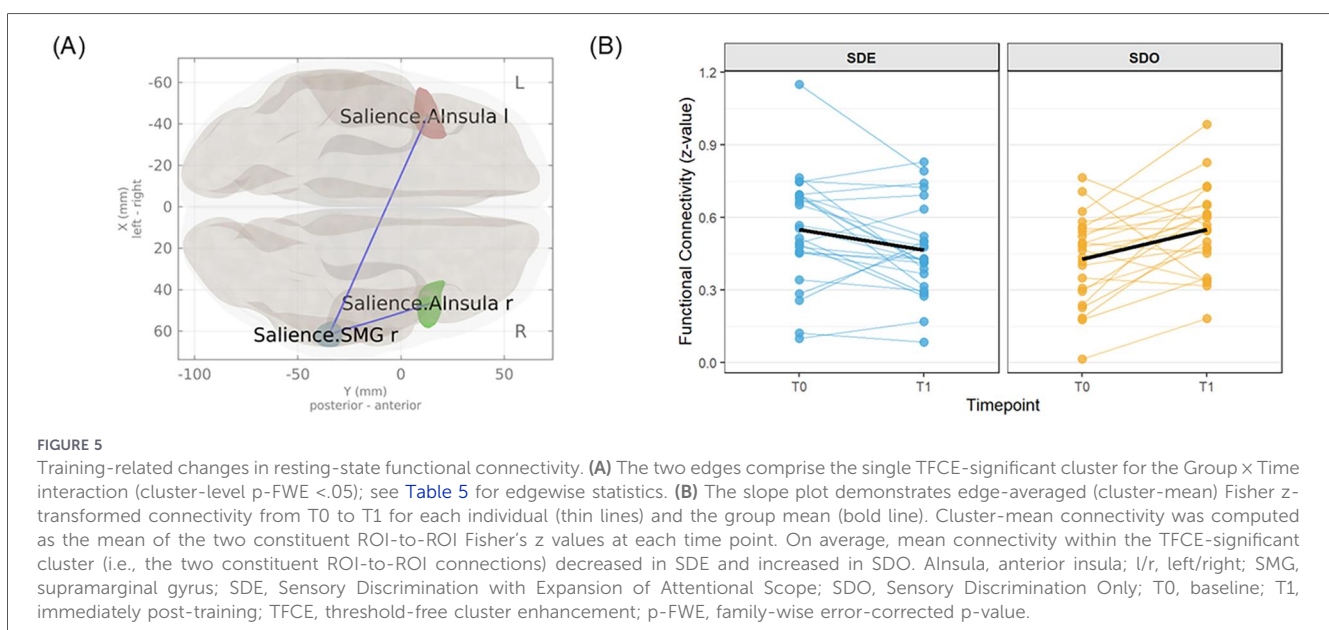 (A)
-60
-40
-20
0
20
40
60
X (mm)
left - right
L
Salience.AInsula l
Salience.AInsula r
Salience.SMG r
R
-100
-50
0
50
Y (mm)
posterior - anterior
(B)
SDE
SDO
1.2
0.9
0.6
0.3
0.0
Functional Connectivity (z-value)
T0
T1
T0
T1
Timepoint
FIGURE 5
Training-related changes in resting-state functional connectivity. (A) The two edges comprise the single TFCE-significant cluster for the Group × Time
interaction (cluster-level p-FWE <.05); see Table 5 for edgewise statistics. (B) The slope plot demonstrates edge-averaged (cluster-mean) Fisher z-
transformed connectivity from T0 to T1 for each individual (thin lines) and the group mean (bold line). Cluster-mean connectivity was computed
as the mean of the two constituent ROI-to-ROI Fisher's z values at each time point. On average, mean connectivity within the TFCE-significant
cluster (i.e., the two constituent ROI-to-ROI connections) decreased in SDE and increased in SDO. AInsula, anterior insula; l/r, left/right; SMG,
supramarginal gyrus; SDE, Sensory Discrimination with Expansion of Attentional Scope; SDO, Sensory Discrimination Only; T0, baseline; T1,
immediately post-training; TFCE, threshold-free cluster enhancement; p-FWE, family-wise error-corrected p-value.